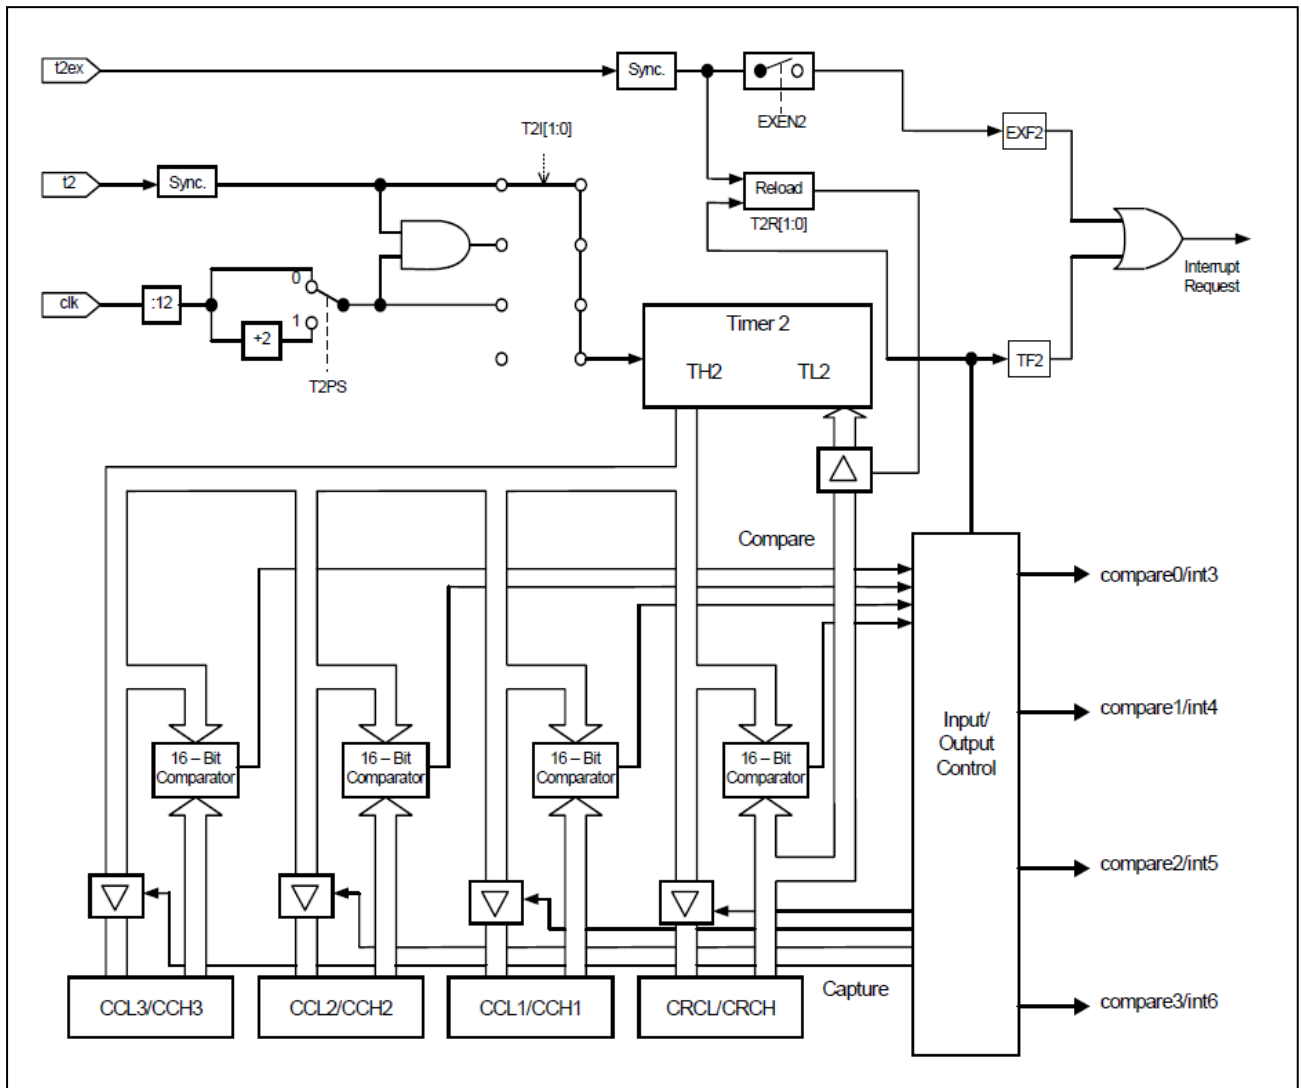 t2ex
Sync.
EXEN2
EXF2
T2I[1:0]
t2
Sync.
Reload
T2R[1:0]
Interrupt
Request
clk
:12
0
1
+2
T2PS
Timer 2
TH2
TL2
TF2
Compare
compare0/int3
compare1/int4
Input/
Output
Control
16 – Bit
Comparator
16 – Bit
Comparator
16 – Bit
Comparator
16 – Bit
Comparator
compare2/int5
Capture
compare3/int6
CCL3/CCH3
CCL2/CCH2
CCL1/CCH1
CRCL/CRCH